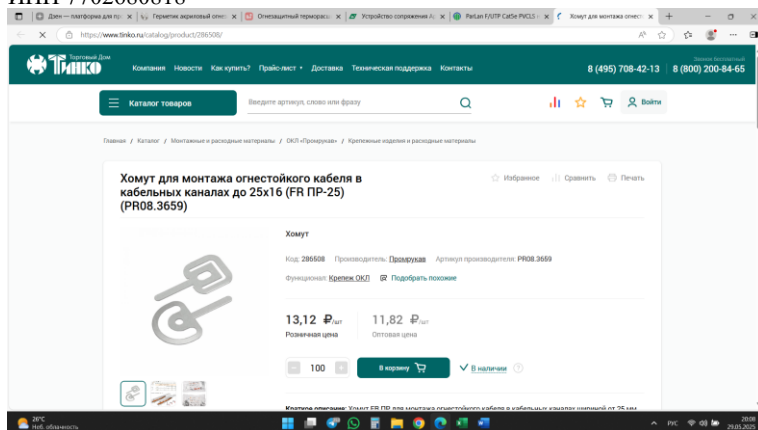 ИНН 7702080818
Дзен — платформа для про
Герметик акриловый огнес
Огнезащитный терморасш
Устройство сопряжения
ParLan F/UTP Cat5e PVCLS
Хомут для монтажа огнест
https://www.tinko.ru/catalog/product/286508/
Торговый Дом
ТИНКО
Компания Новости Как купить? Прайс-лист Доставка Техническая поддержка Контакты
8 (495) 708-42-13
Звонок бесплатный
8 (800) 200-84-65
Каталог товаров
Введите артикул, слово или фразу
Войти
Главная / Каталог / Монтажные и расходные материалы / ОКЛ «Промрукав» / Крепежные изделия и расходные материалы
Хомут для монтажа огнестойкого кабеля в
кабельных каналах до 25х16 (FR ПР-25)
(PR08.3659)
Избранное Сравнить Печать
Хомут
Код: 286508 Производитель: Промрукав Артикул производителя: PR08.3659
Функционал: Крепеж ОКЛ Подобрать похожие
13,12 ₽/шт
Розничная цена
11,82 ₽/шт
Оптовая цена
100
В корзину
В наличии
Краткое описание: Хомут FR ПР для монтажа огнестойкого кабеля в кабельных каналах шириной от 25 мм
26°C
Неб. облачность
РУС
20:08
29.05.2025